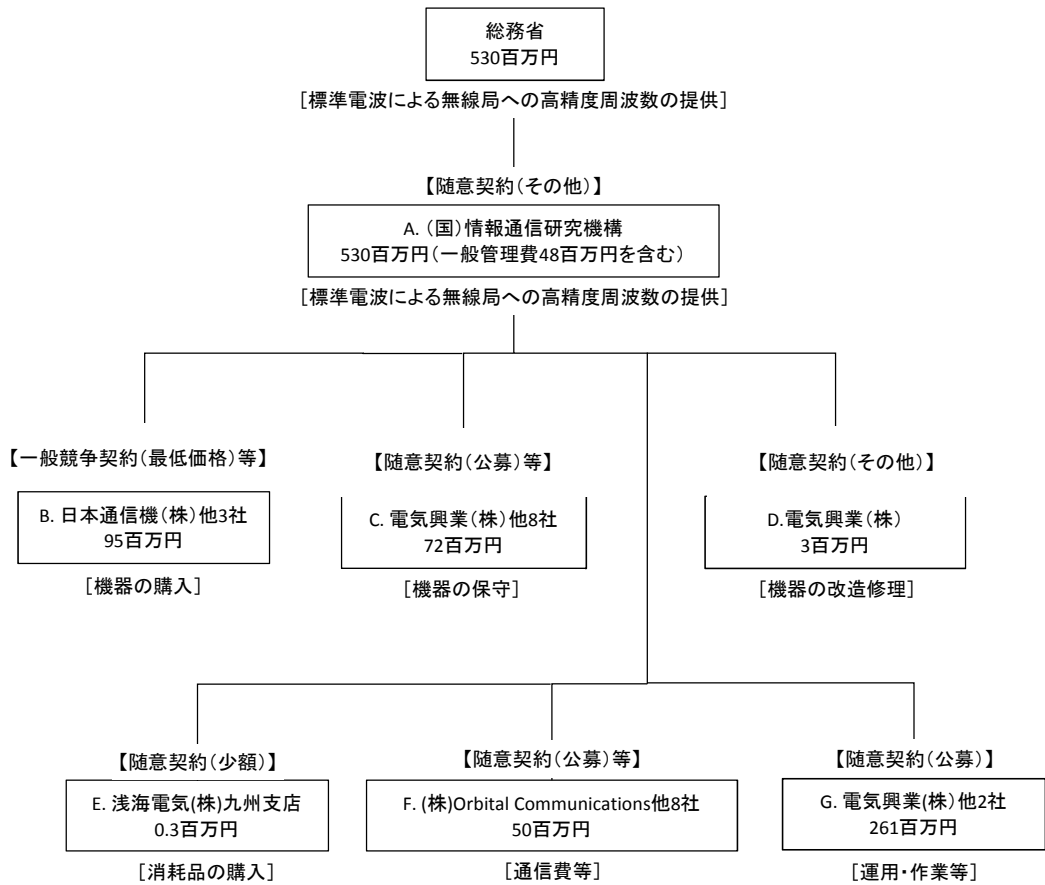 総務省
530百万円
[標準電波による無線局への高精度周波数の提供]
【随意契約(その他)】
A. (国)情報通信研究機構
530百万円(一般管理費48百万円を含む)
[標準電波による無線局への高精度周波数の提供]
【一般競争契約(最低価格)等】
B. 日本通信機(株)他3社
95百万円
[機器の購入]
【随意契約(公募)等】
C. 電気興業(株)他8社
72百万円
[機器の保守]
【随意契約(その他)】
D.電気興業(株)
3百万円
[機器の改造修理]
【随意契約(少額)】
E. 浅海電気(株)九州支店
0.3百万円
[消耗品の購入]
【随意契約(公募)等】
F. (株)Orbital Communications他8社
50百万円
[通信費等]
【随意契約(公募)】
G. 電気興業(株)他2社
261百万円
[運用・作業等]